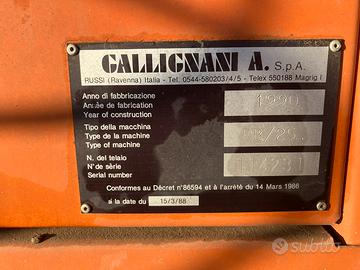 GALLIGNANI A. S.p.A.
RUSSI (Ravenna) Italia - Tel. 0544-580203/4/5 - Telex 550188 Magrig I
Anno di fabbricazione
Année de fabrication
Year of construction
1990
Tipo della macchina
Type de la machine
Type of machine
N. del telaio
N° de série
Serial number
Conformes au Décret n°86594 et à l'arrêté du 14 Mars 1986
à la date du 15/3/88
subito